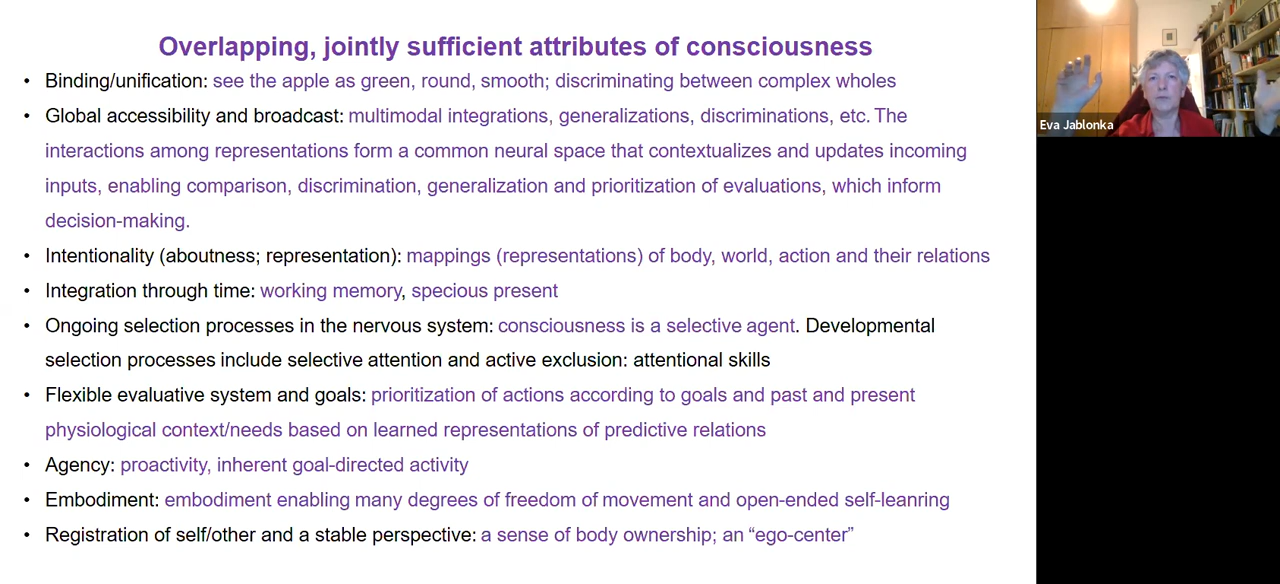 Overlapping, jointly sufficient attributes of consciousness
• Binding/unification: see the apple as green, round, smooth; discriminating between complex wholes
• Global accessibility and broadcast: multimodal integrations, generalizations, discriminations, etc. The
interactions among representations form a common neural space that contextualizes and updates incoming
inputs, enabling comparison, discrimination, generalization and prioritization of evaluations, which inform
decision-making.
• Intentionality (aboutness; representation): mappings (representations) of body, world, action and their relations
• Integration through time: working memory, specious present
• Ongoing selection processes in the nervous system: consciousness is a selective agent. Developmental
selection processes include selective attention and active exclusion: attentional skills
• Flexible evaluative system and goals: prioritization of actions according to goals and past and present
physiological context/needs based on learned representations of predictive relations
• Agency: proactivity, inherent goal-directed activity
• Embodiment: embodiment enabling many degrees of freedom of movement and open-ended self-leanring
• Registration of self/other and a stable perspective: a sense of body ownership; an “ego-center”
Eva Jablonka